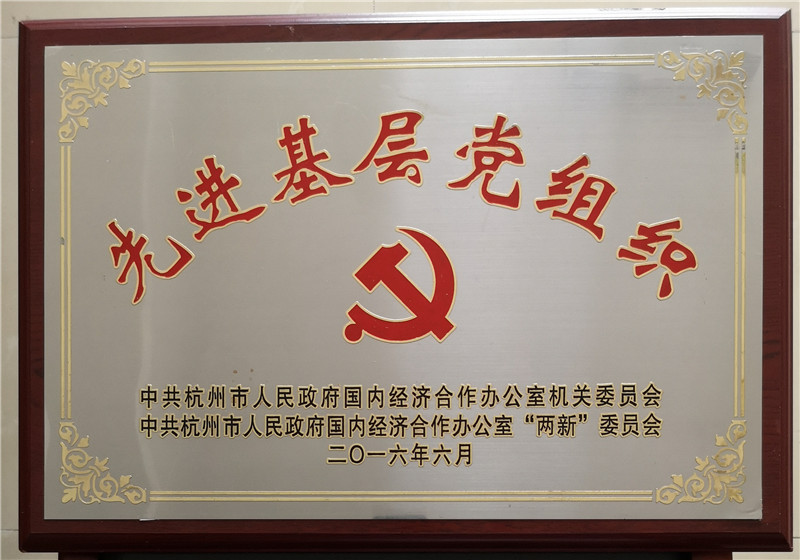 先进基层党组织
中共杭州市人民政府国内经济合作办公室机关委员会
中共杭州市人民政府国内经济合作办公室“两新”委员会
二〇一六年六月